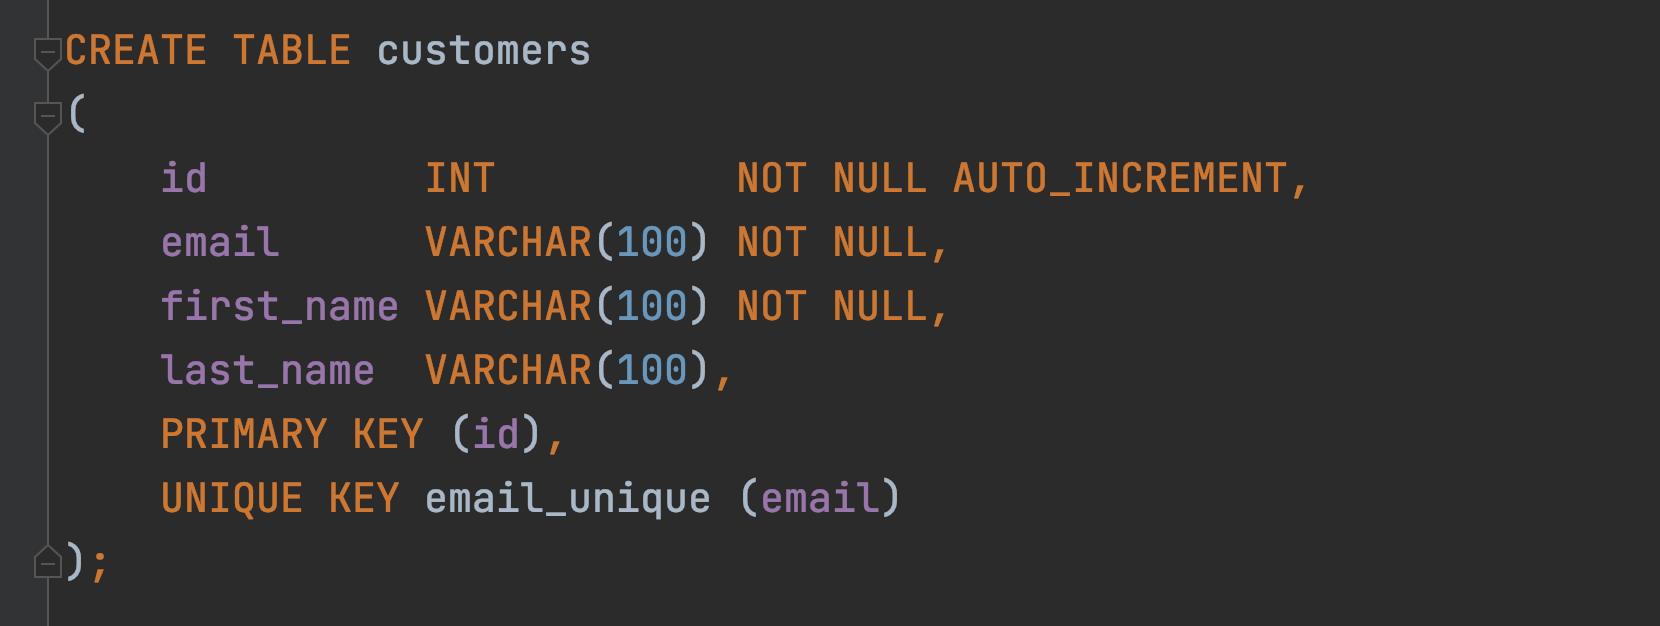 CREATE TABLE customers
(
    id         INT          NOT NULL AUTO_INCREMENT,
    email      VARCHAR(100) NOT NULL,
    first_name VARCHAR(100) NOT NULL,
    last_name  VARCHAR(100),
    PRIMARY KEY (id),
    UNIQUE KEY email_unique (email)
);